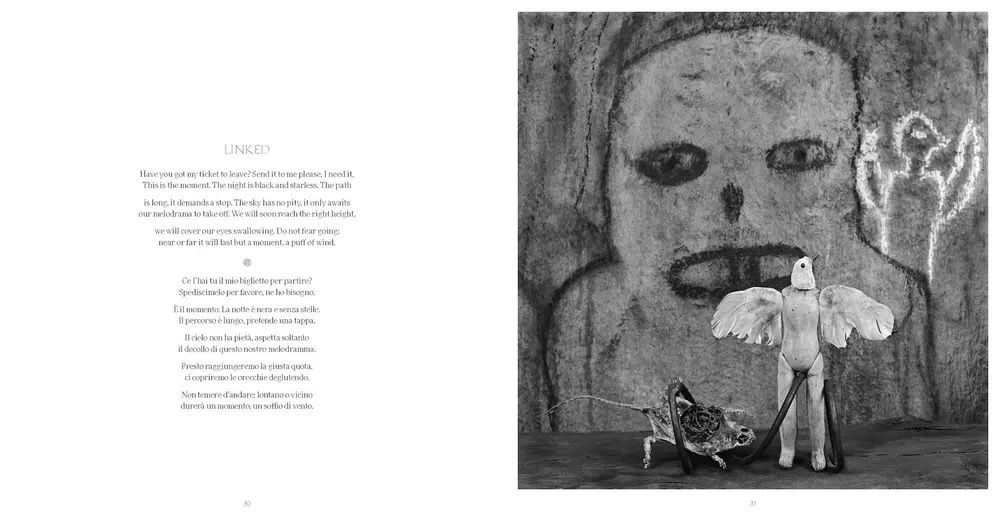 LINKED
Have you got my ticket to leave? Send it to me please, I need it.
This is the moment. The night is black and starless. The path
is long, it demands a stop. The sky has no pity, it only awaits
our melodrama to take off. We will soon reach the right height,
we will cover our eyes swallowing. Do not fear going;
near or far it will last but a moment, a puff of wind.
Ce l'hai tu il mio biglietto per partire?
Spediscimelo per favore, ne ho bisogno.
È il momento. La notte è nera e senza stelle.
Il percorso è lungo, pretende una tappa.
Il cielo non ha pietà, aspetta soltanto
il decollo di questo nostro melodramma.
Presto raggiungeremo la giusta quota,
ci copriremo le orecchie deglutendo.
Non temere d'andare; lontano o vicino
durerà un momento, un soffio di vento.
30
31